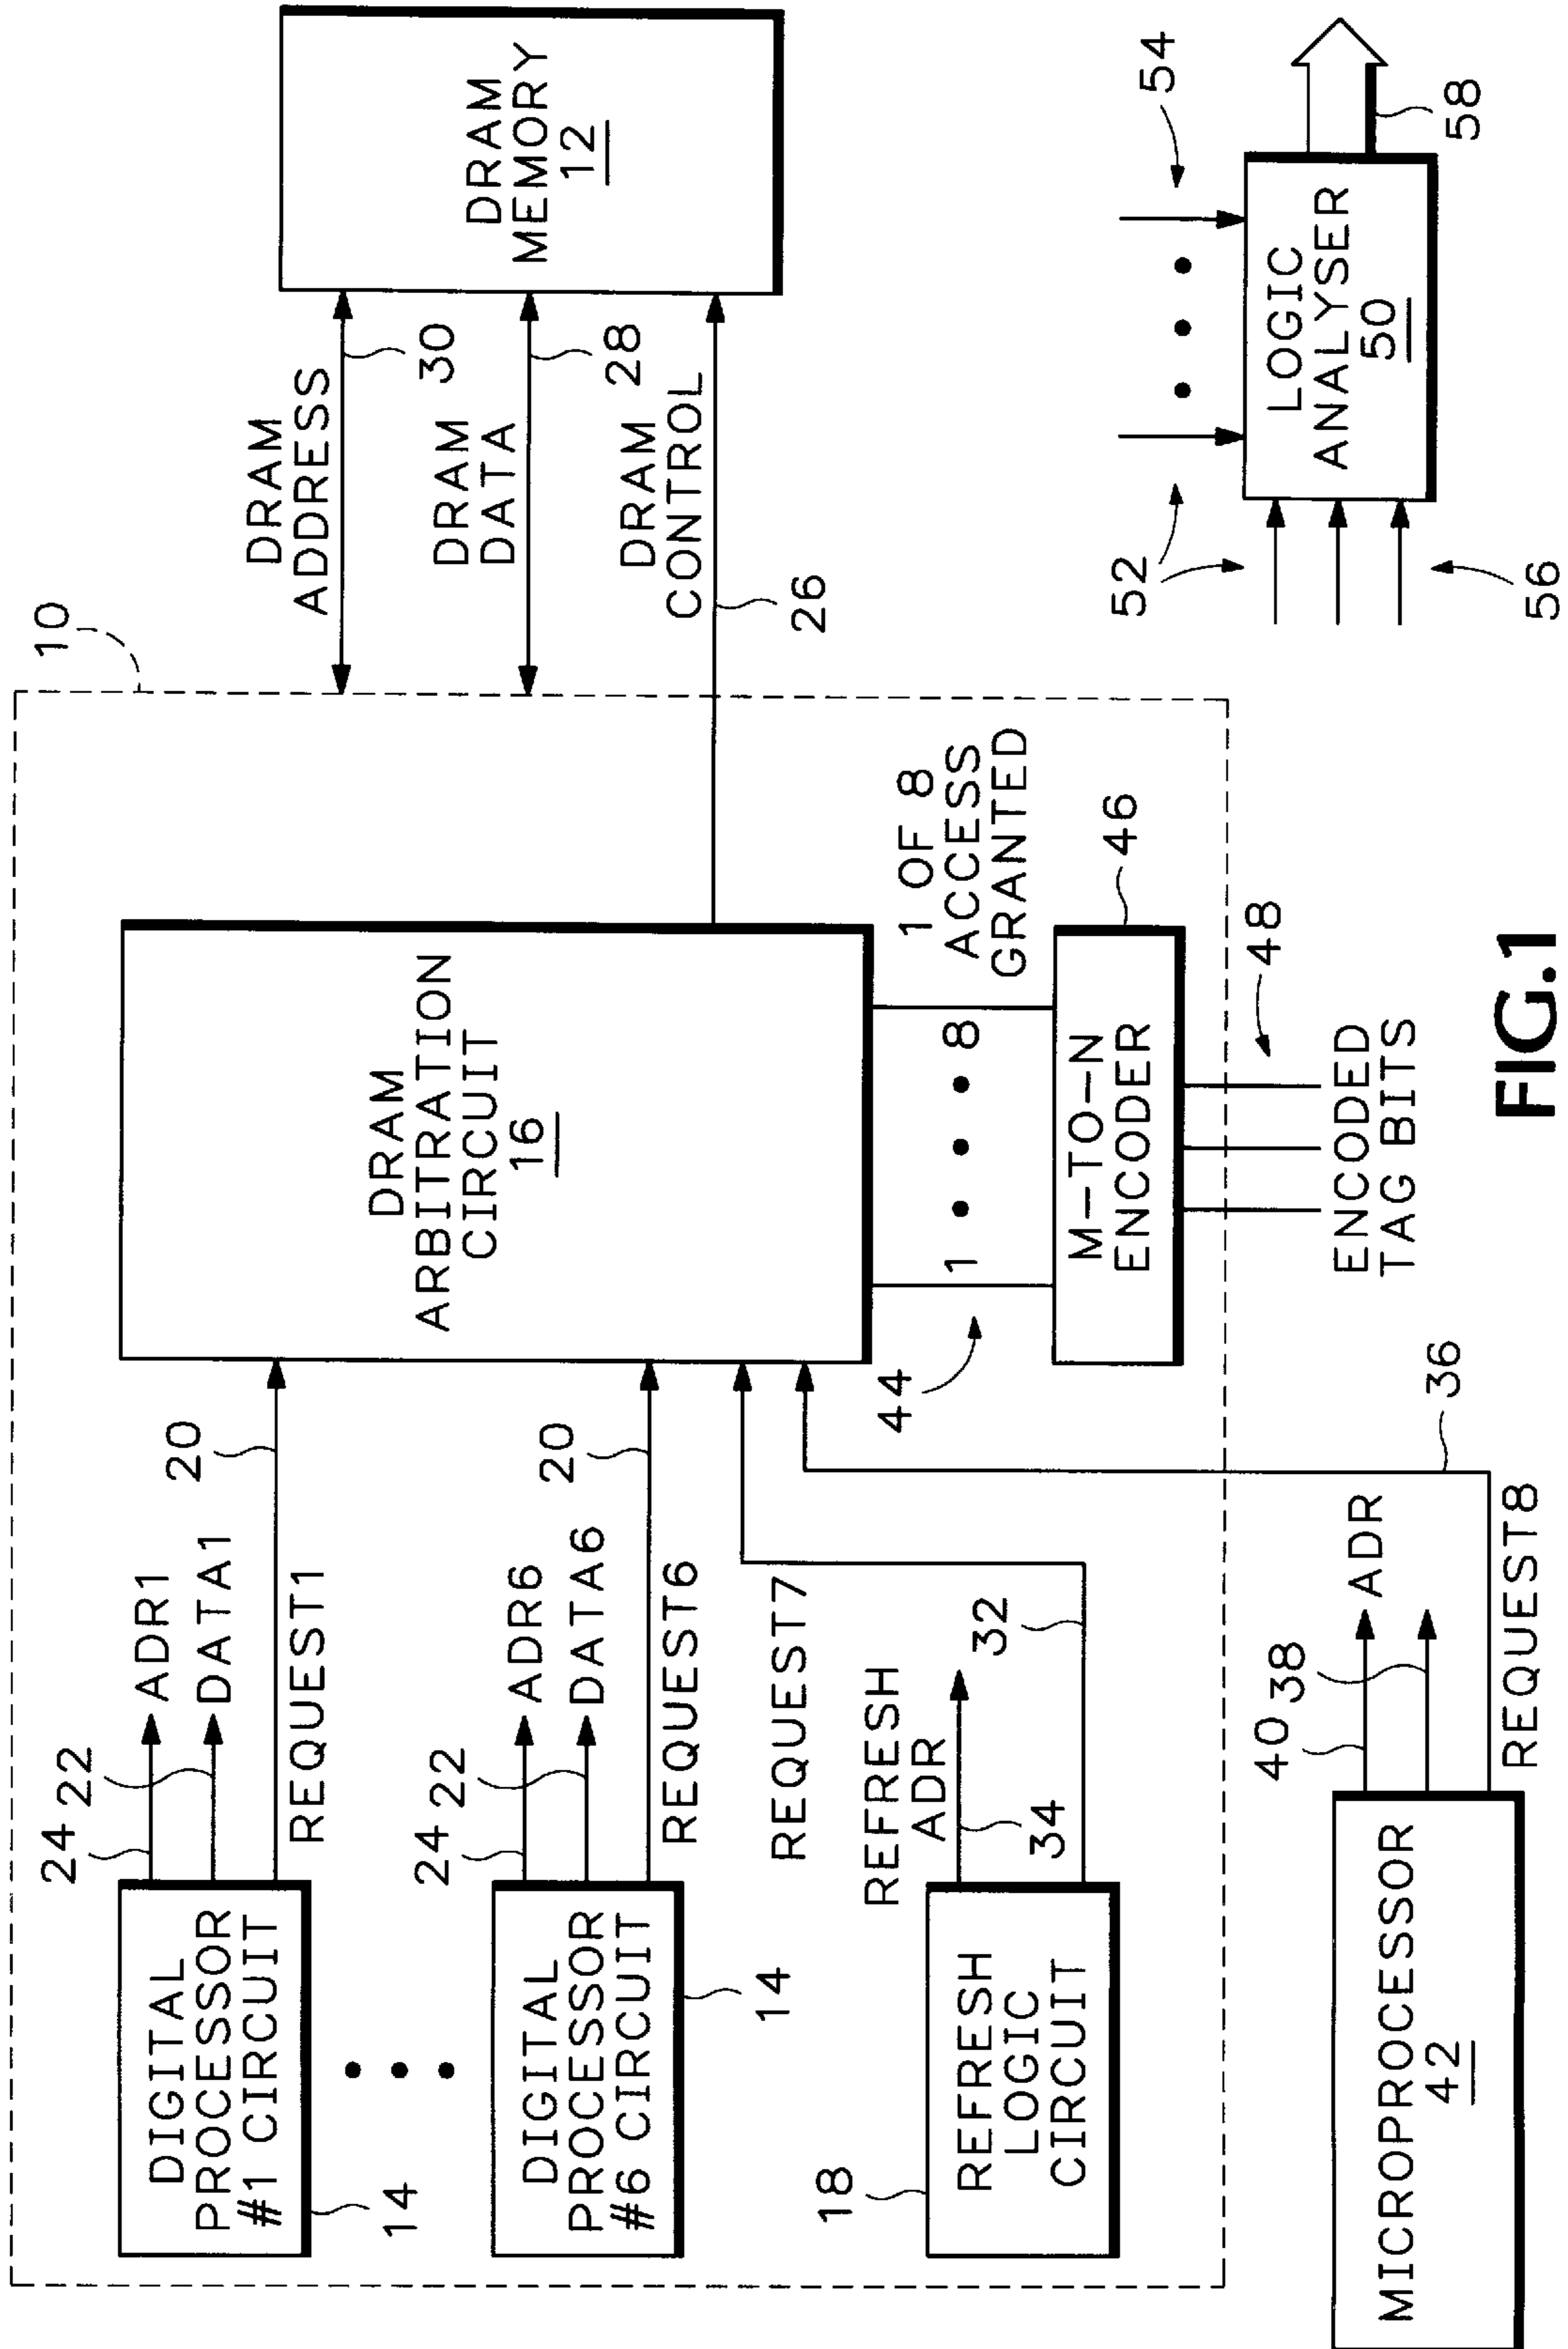 10
DIGITAL
PROCESSOR
#1 CIRCUIT
14
24
22
ADR1
DATA1
REQUEST1
20
DIGITAL
PROCESSOR
#6 CIRCUIT
14
24
22
ADR6
DATA6
REQUEST6
20
REQUEST7
18
REFRESH
LOGIC
CIRCUIT
REFRESH
ADR
34
32
DRAM
ARBITRATION
CIRCUIT
16
DRAM
ADDRESS
30
DRAM
DATA
28
DRAM
CONTROL
26
DRAM
MEMORY
12
44
1
8
1 OF 8
ACCESS
GRANTED
M-TO-N
ENCODER
46
48
ENCODED
TAG BITS
MICROPROCESSOR
42
40
38
ADR
REQUEST8
36
52
54
LOGIC
ANALYSER
50
56
58
FIG.1